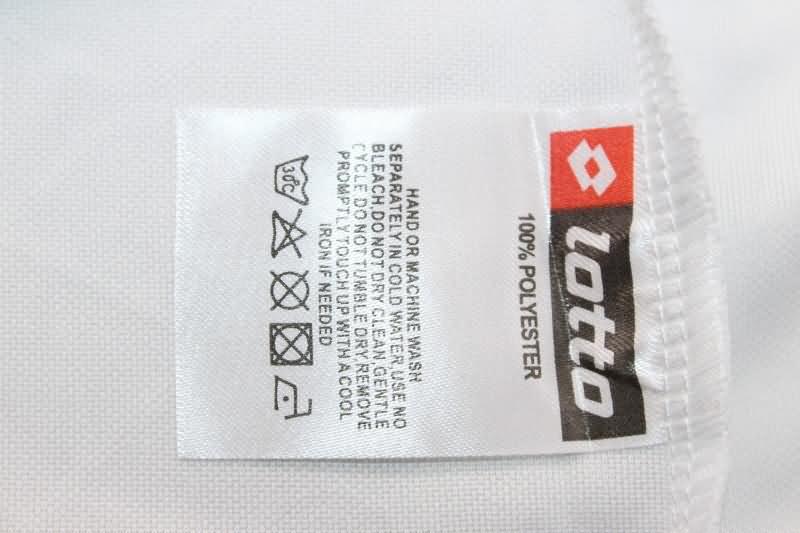 lotto
100% POLYESTER
HAND OR MACHINE WASH
SEPARATELY IN COLD WATER,USE NO
BLEACH,DO NOT DRY CLEAN,GENTLE
CYCLE.DO NOT TUMBLE DRY,REMOVE
PROMPTLY,TOUCH UP WITH A COOL
IRON IF NEEDED
30℃